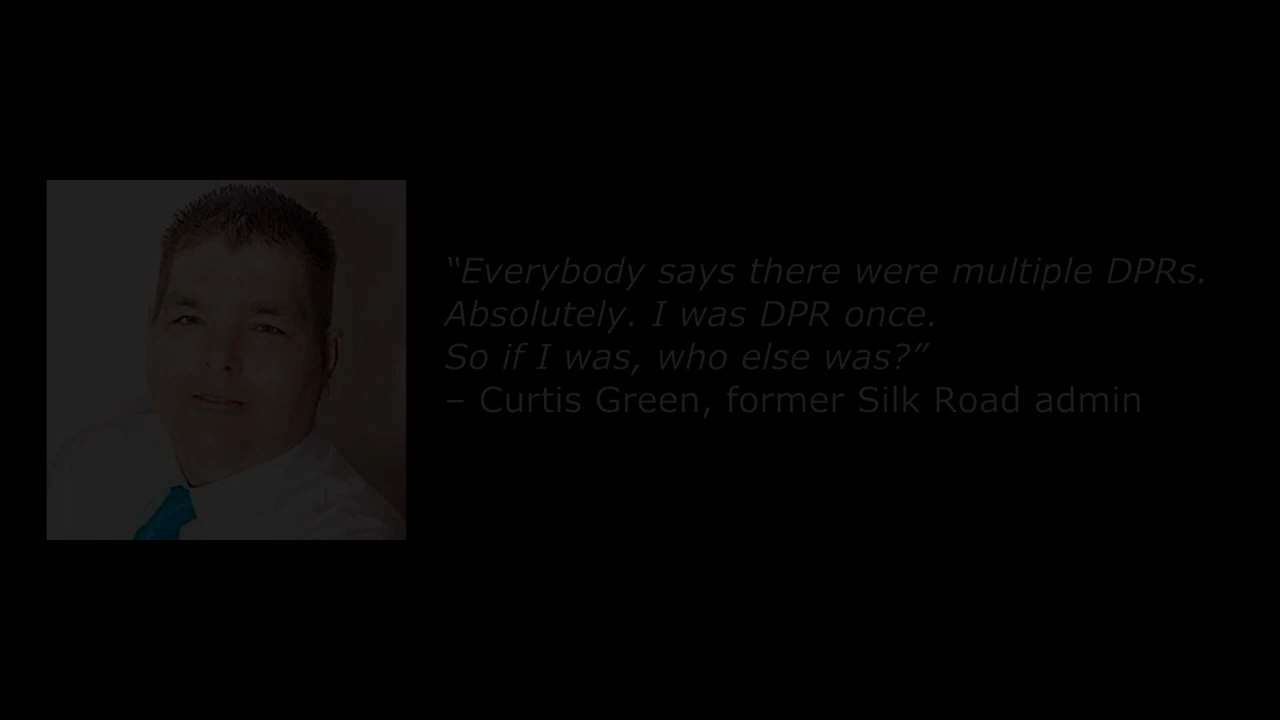 “Everybody says there were multiple DPRs.
Absolutely. I was DPR once.
So if I was, who else was?”
– Curtis Green, former Silk Road admin